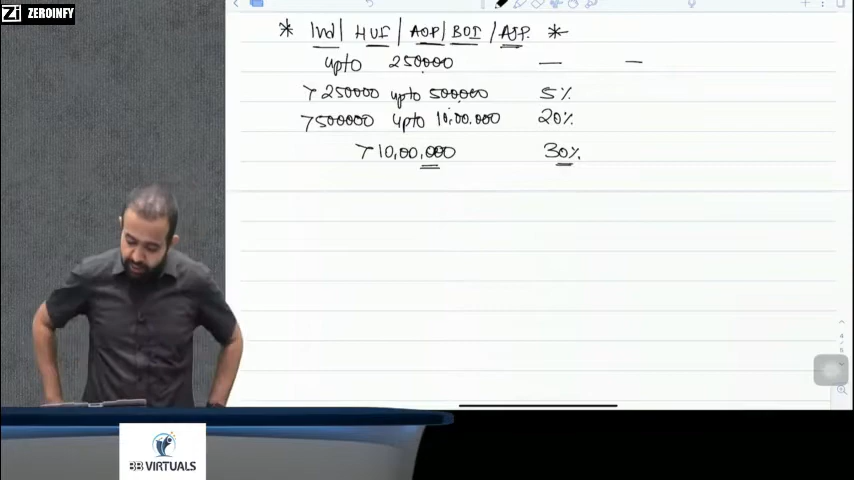 Zi ZEROINFY
* Ind / HUF / AOP / BOI / AJP. *
upto 250000 — —
> 250000 upto 500000 5%
> 500000 upto 10,00,000 20%
> 10,00,000 30%
BB VIRTUALS